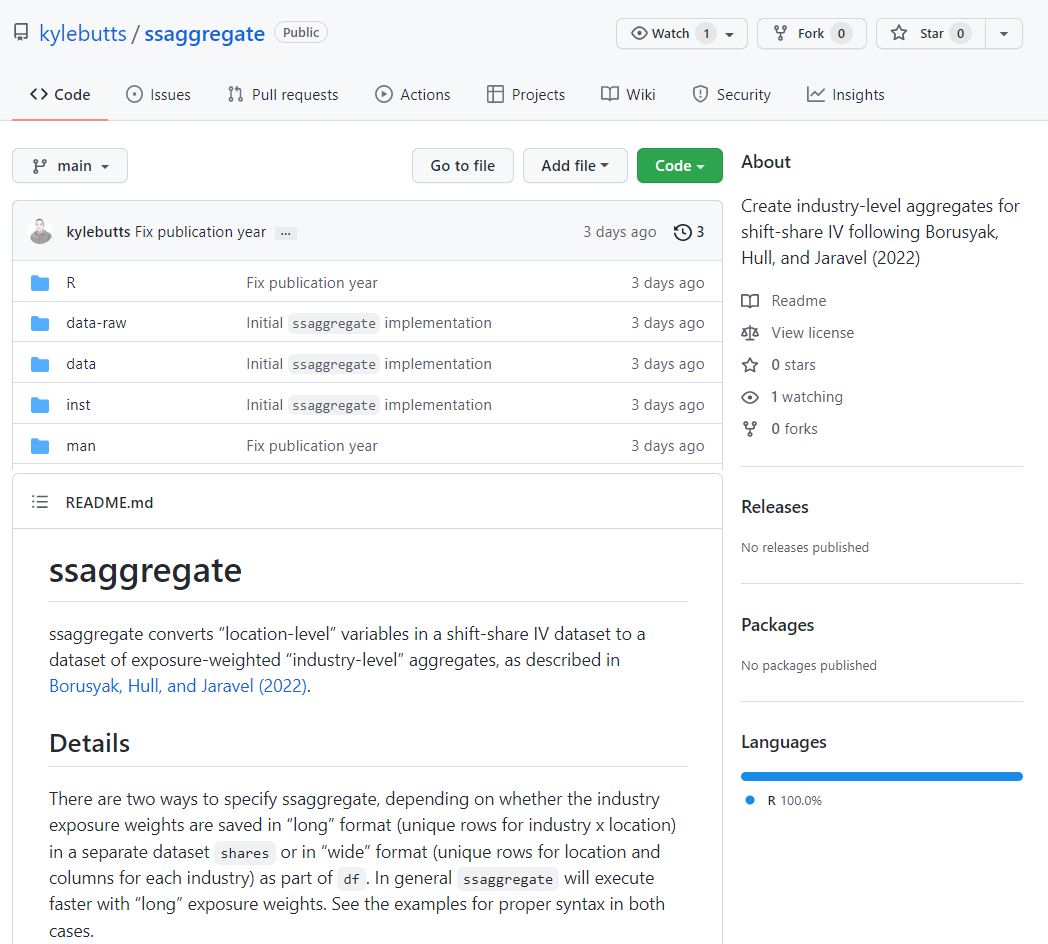 kylebutts / ssaggregate Public
Watch 1 Fork 0 Star 0
Code Issues Pull requests Actions Projects Wiki Security Insights
main Go to file Add file Code
kylebutts Fix publication year ... 3 days ago 3
R Fix publication year 3 days ago
data-raw Initial ssaggregate implementation 3 days ago
data Initial ssaggregate implementation 3 days ago
inst Initial ssaggregate implementation 3 days ago
man Fix publication year 3 days ago
README.md
ssaggregate
ssaggregate converts “location-level” variables in a shift-share IV dataset to a
dataset of exposure-weighted “industry-level” aggregates, as described in
Borusyak, Hull, and Jaravel (2022).
Details
There are two ways to specify ssaggregate, depending on whether the industry
exposure weights are saved in “long” format (unique rows for industry x location)
in a separate dataset shares or in “wide” format (unique rows for location and
columns for each industry) as part of df. In general ssaggregate will execute
faster with “long” exposure weights. See the examples for proper syntax in both
cases.
About
Create industry-level aggregates for
shift-share IV following Borusyak,
Hull, and Jaravel (2022)
Readme
View license
0 stars
1 watching
0 forks
Releases
No releases published
Packages
No packages published
Languages
R 100.0%